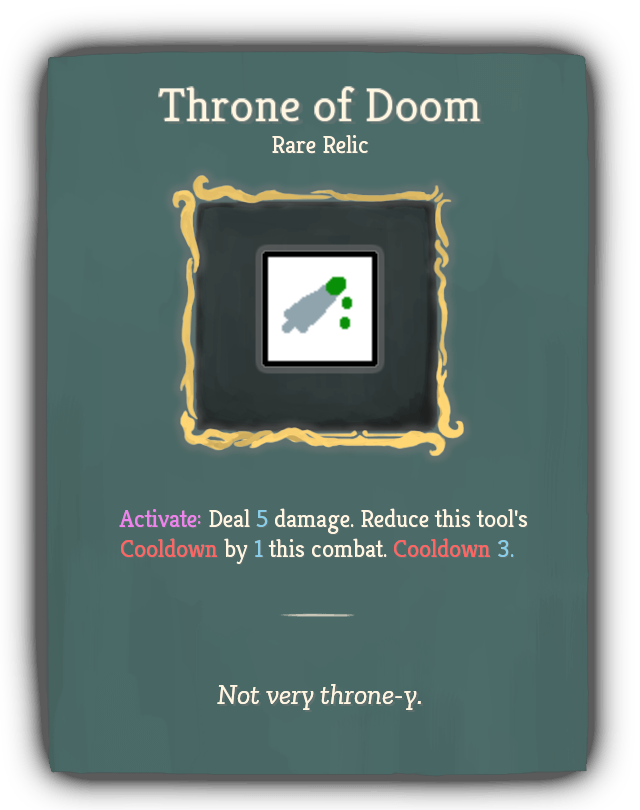 Throne of Doom
Rare Relic
Activate: Deal 5 damage. Reduce this tool's
Cooldown by 1 this combat. Cooldown 3.
Not very throne-y.